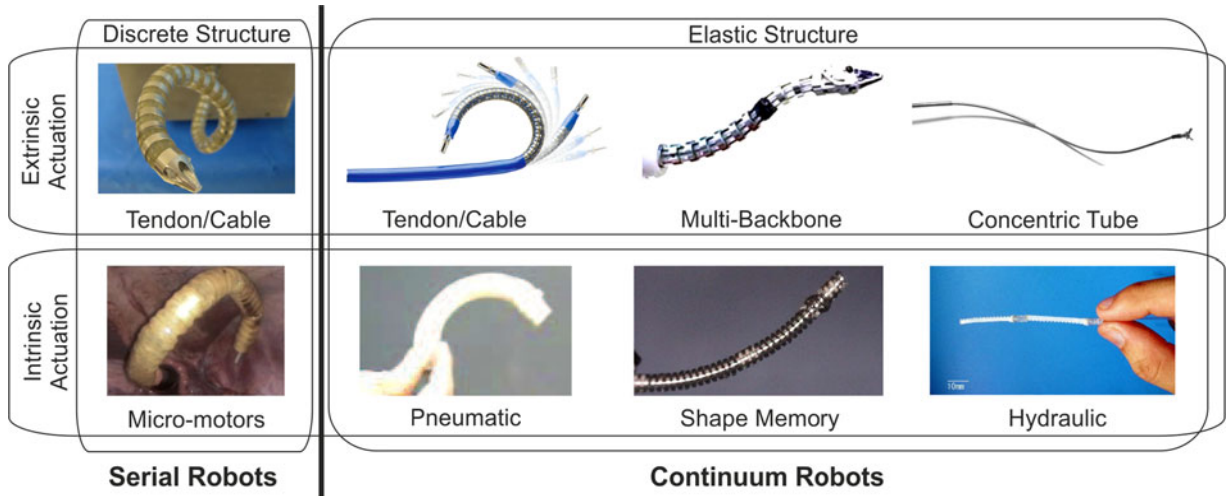 Discrete Structure
Elastic Structure
Extrinsic
Actuation
Tendon/Cable
Tendon/Cable
Multi-Backbone
Concentric Tube
Intrinsic
Actuation
10mm
Micro-motors
Pneumatic
Shape Memory
Hydraulic
Serial Robots
Continuum Robots